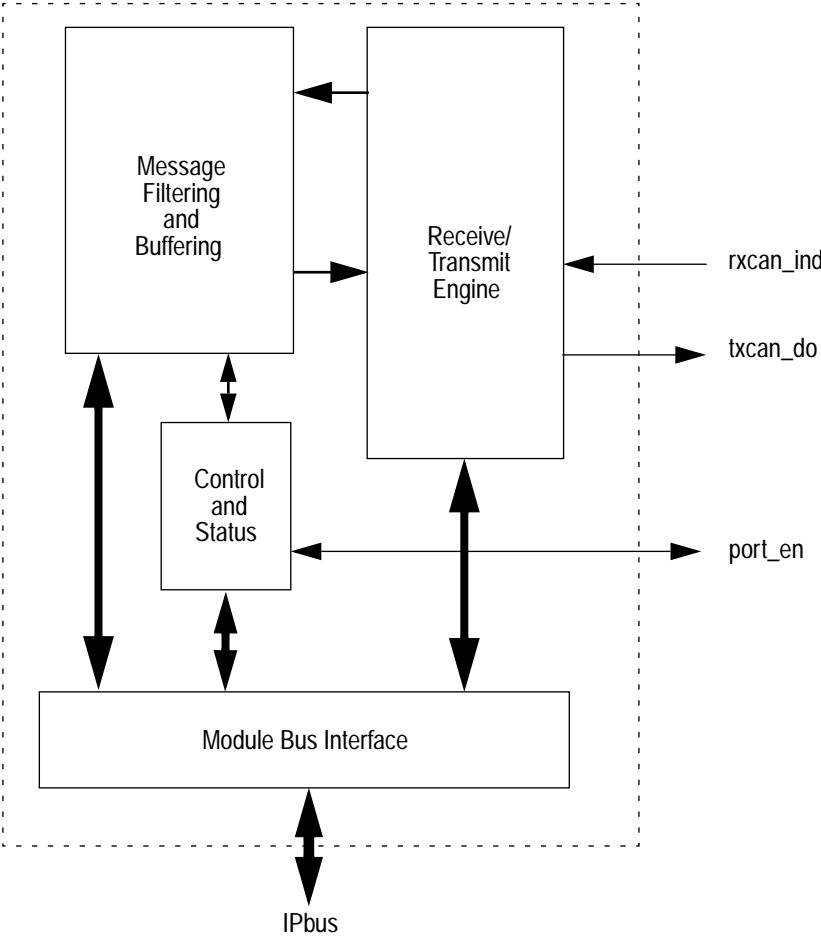 Message
Filtering
and
Buffering
Receive/
Transmit
Engine
rxcan_ind
txcan_do
Control
and
Status
port_en
Module Bus Interface
IPbus